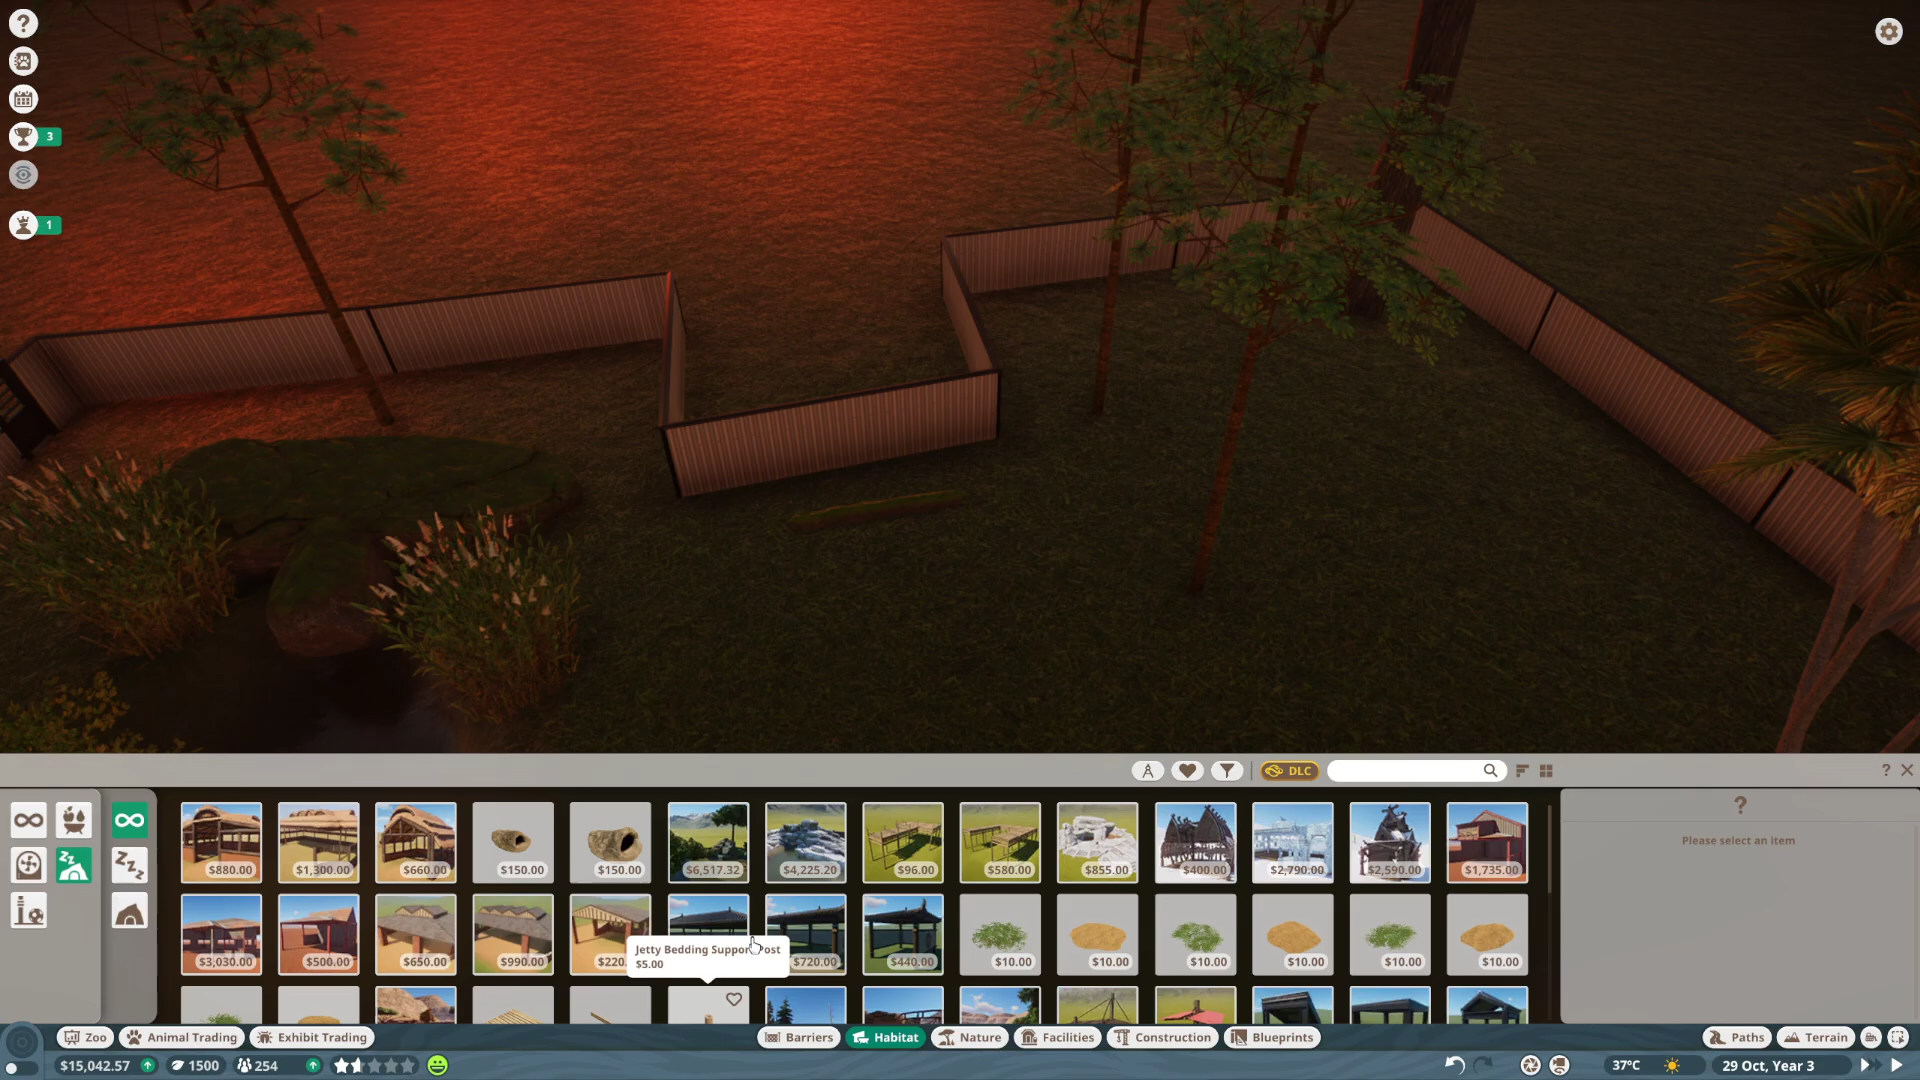 ?
3
1
DLC
?
?
Please select an item
$880.00
$1,300.00
$660.00
$150.00
$150.00
$6,517.32
$4,225.20
$96.00
$580.00
$855.00
$400.00
$2,790.00
$2,590.00
$1,735.00
$3,030.00
$500.00
$650.00
$990.00
$220.
$720.00
$440.00
$10.00
$10.00
$10.00
$10.00
$10.00
$10.00
Jetty Bedding Support Post
$5.00
Zoo
Animal Trading
Exhibit Trading
Barriers
Habitat
Nature
Facilities
Construction
Blueprints
Paths
Terrain
$15,042.57
1500
254
37°C
29 Oct, Year 3